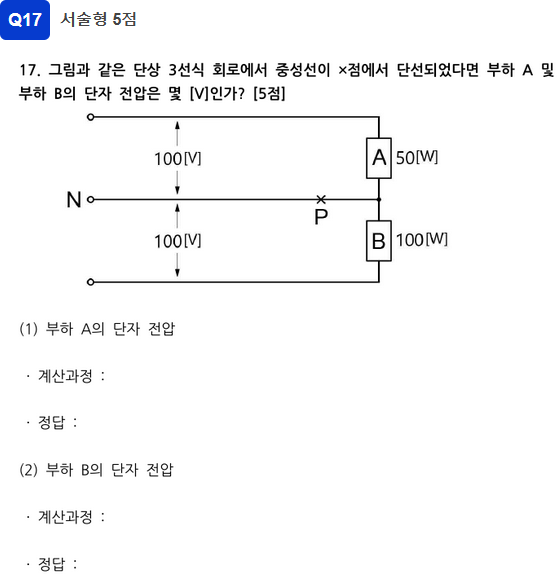 Q17 서술형 5점
17. 그림과 같은 단상 3선식 회로에서 중성선이 ×점에서 단선되었다면 부하 A 및
부하 B의 단자 전압은 몇 [V]인가? [5점]
100[V]
A 50[W]
N
P
100[V]
B 100[W]
(1) 부하 A의 단자 전압
· 계산과정 :
· 정답 :
(2) 부하 B의 단자 전압
· 계산과정 :
· 정답 :